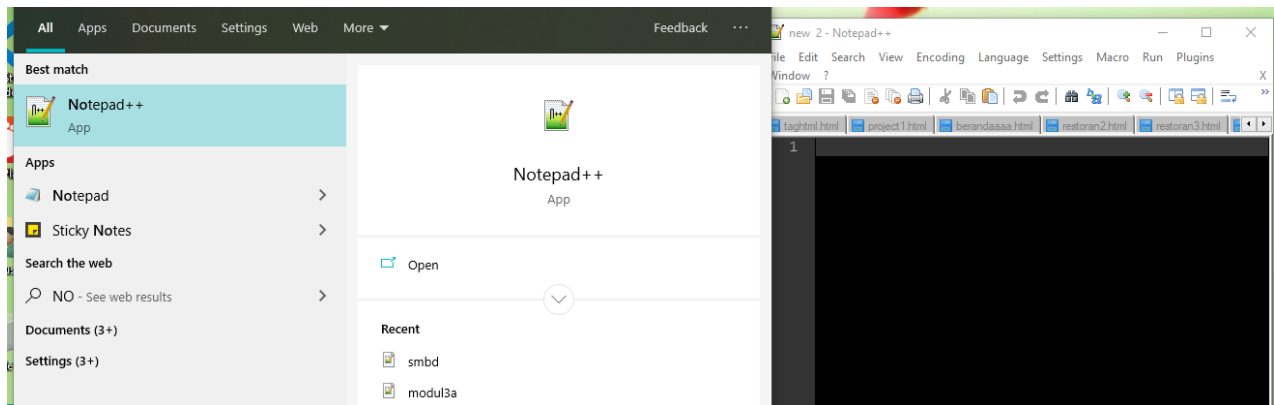 All Apps Documents Settings Web More Feedback ...
Best match
Notepad++
App
Apps
Notepad
Sticky Notes
Search the web
NO - See web results
Documents (3+)
Settings (3+)
Notepad++
App
Open
Recent
smbd
modul3a
new 2 - Notepad++
File Edit Search View Encoding Language Settings Macro Run Plugins
Window ? X
taghtml.html project1.html berandaaaa.html restoran2.html restoran3.html
1